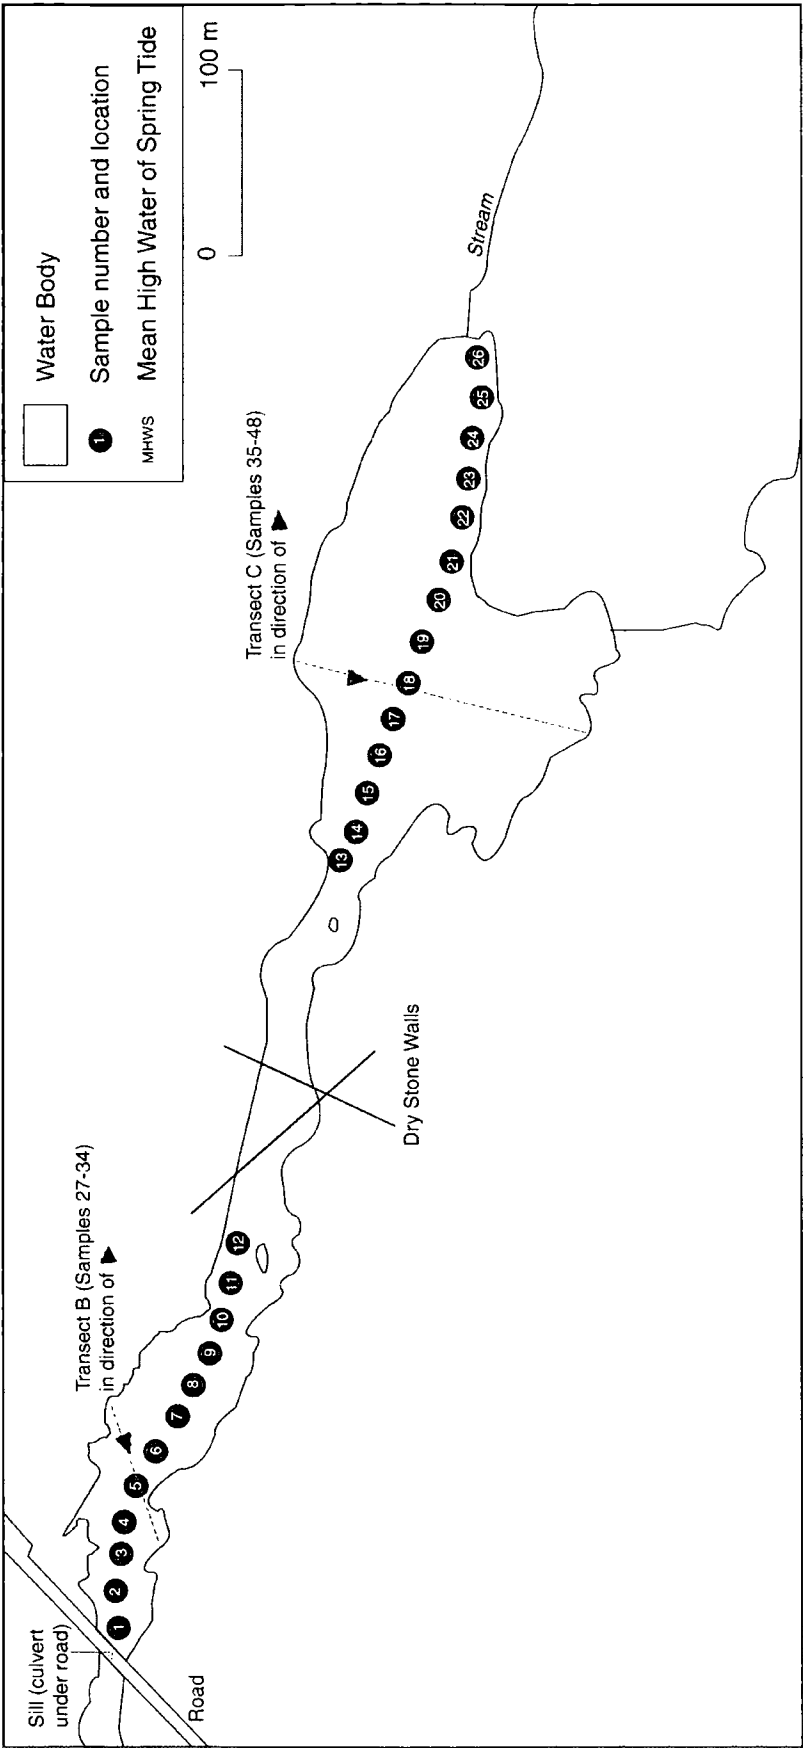 Water Body
1 Sample number and location
MHWS Mean High Water of Spring Tide
0 100 m
Sill (culvert
under road)
Road
Transect B (Samples 27-34)
in direction of
Dry Stone Walls
Transect C (Samples 35-48)
in direction of
Stream
1
2
3
4
5
6
7
8
9
10
11
12
13
14
15
16
17
18
19
20
21
22
23
24
25
26